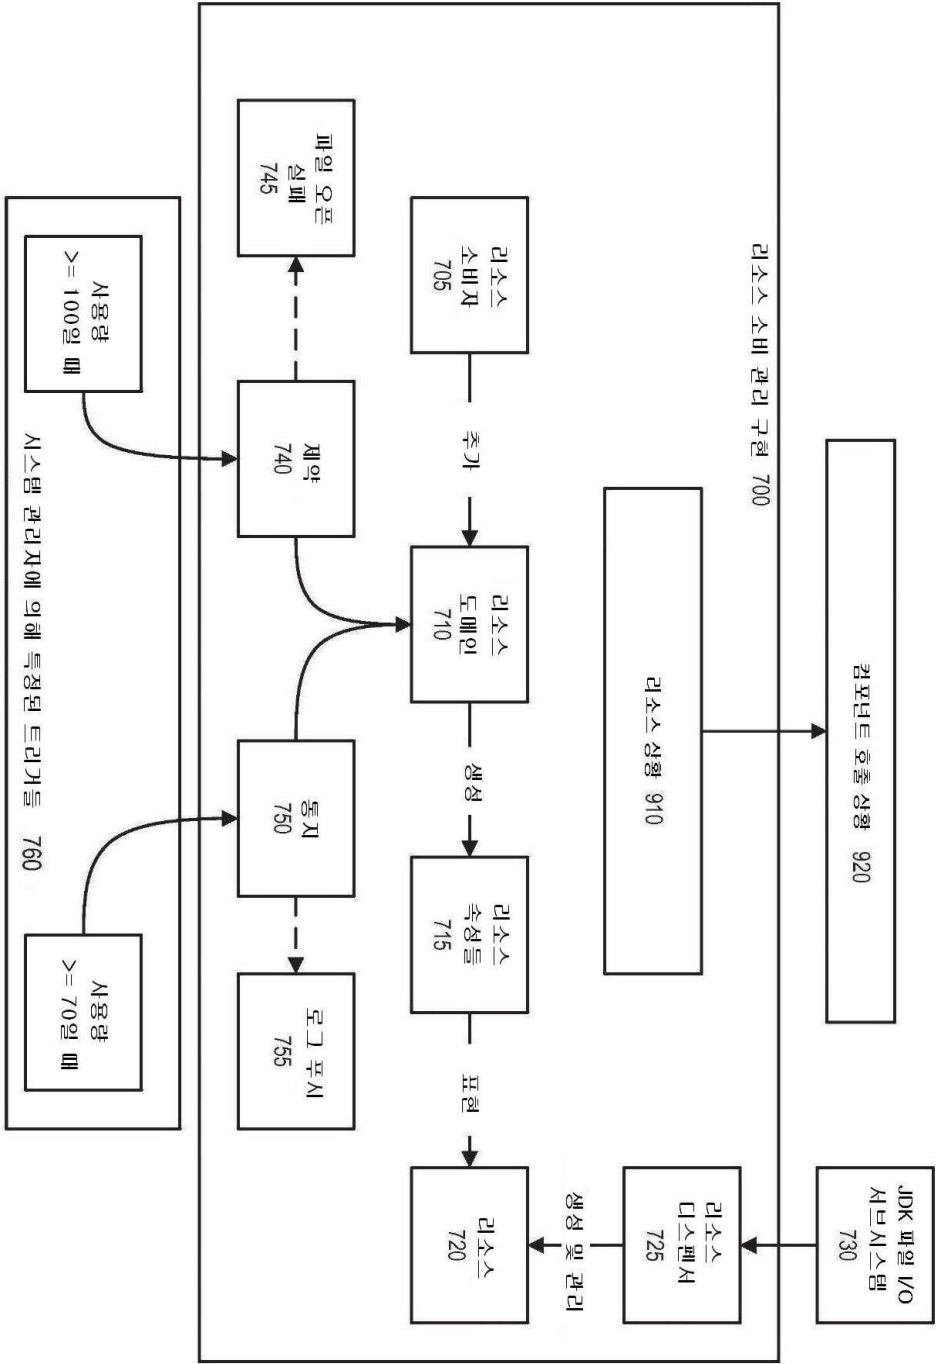 컴포넌트 호출 상황 920
JDK 파일 I/O
서브시스템
730
리소스 소비 관리 구현 700
리소스 상황 910
리소스
디스펜서
725
생성 및 관리
리소스
소비자
705
추가
리소스
도메인
710
생성
리소스
속성들
715
표현
리소스
720
파일 오픈
실패
745
제약
740
통지
750
로그 푸시
755
사용량
>= 100일 때
시스템 관리자에 의해 특정된 트리거들 760
사용량
>= 70일 때